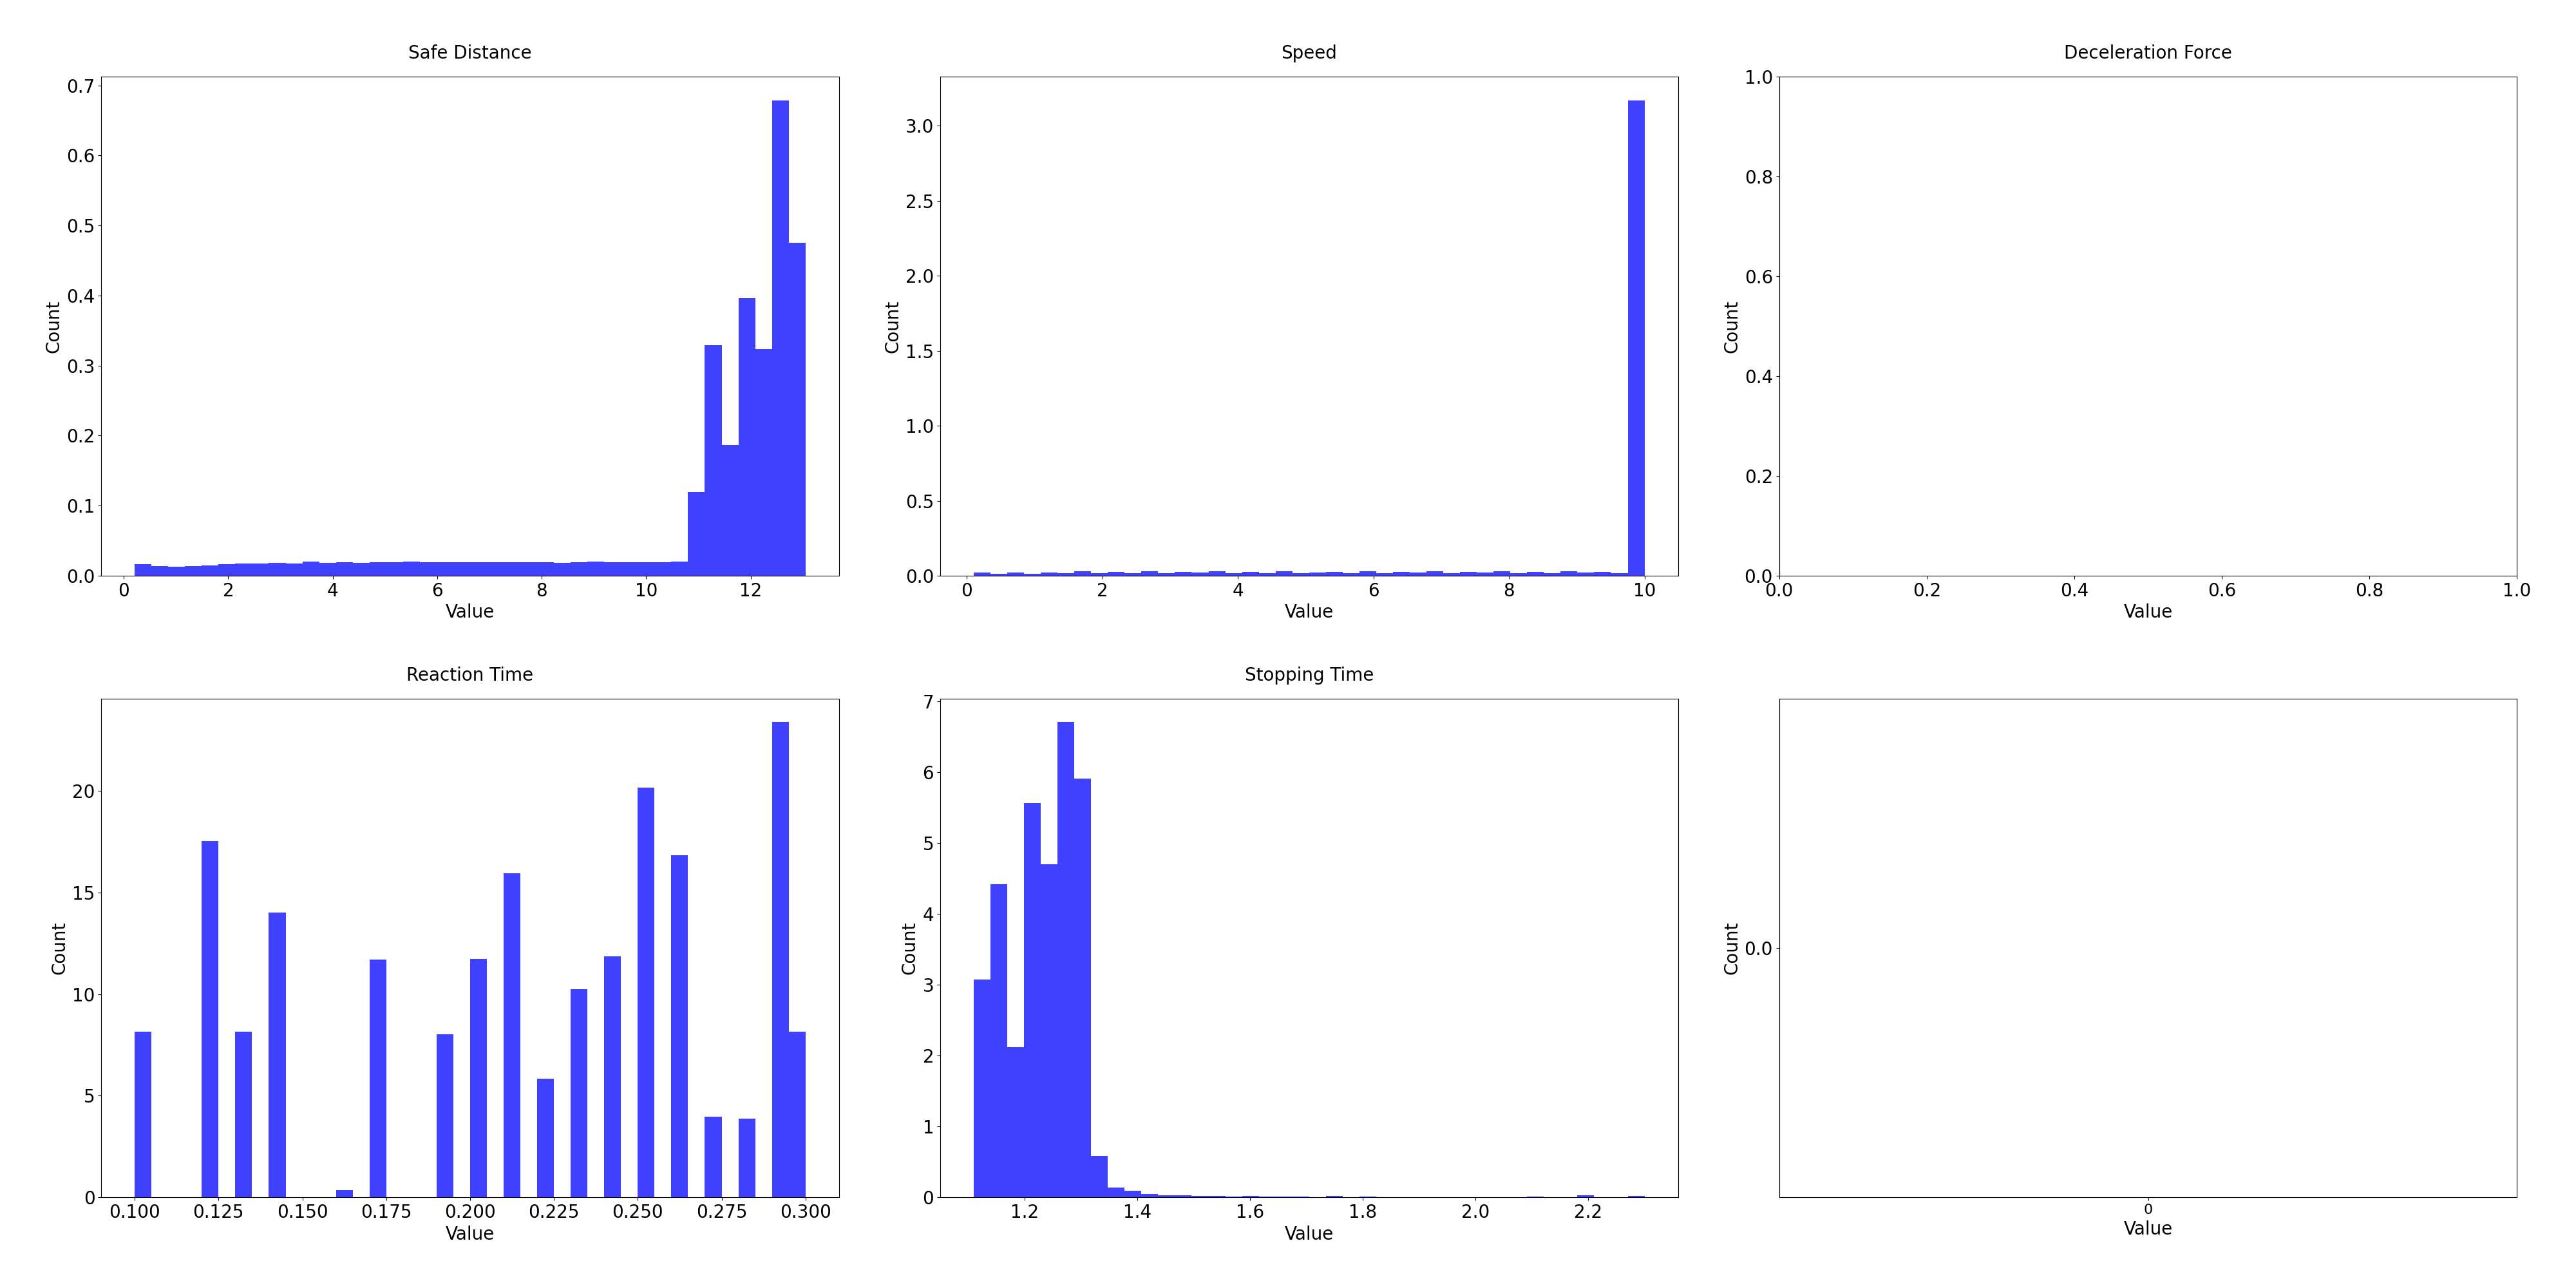 Safe Distance
0.7
0.6
0.5
0.4
0.3
0.2
0.1
0.0
Count
0 2 4 6 8 10 12
Value
Speed
3.0
2.5
2.0
1.5
1.0
0.5
0.0
Count
0 2 4 6 8 10
Value
Deceleration Force
1.0
0.8
0.6
0.4
0.2
0.0
Count
0.0 0.2 0.4 0.6 0.8 1.0
Value
Reaction Time
20
15
10
5
0
Count
0.100 0.125 0.150 0.175 0.200 0.225 0.250 0.275 0.300
Value
Stopping Time
7
6
5
4
3
2
1
0
Count
1.2 1.4 1.6 1.8 2.0 2.2
Value
0.0
Count
0
Value